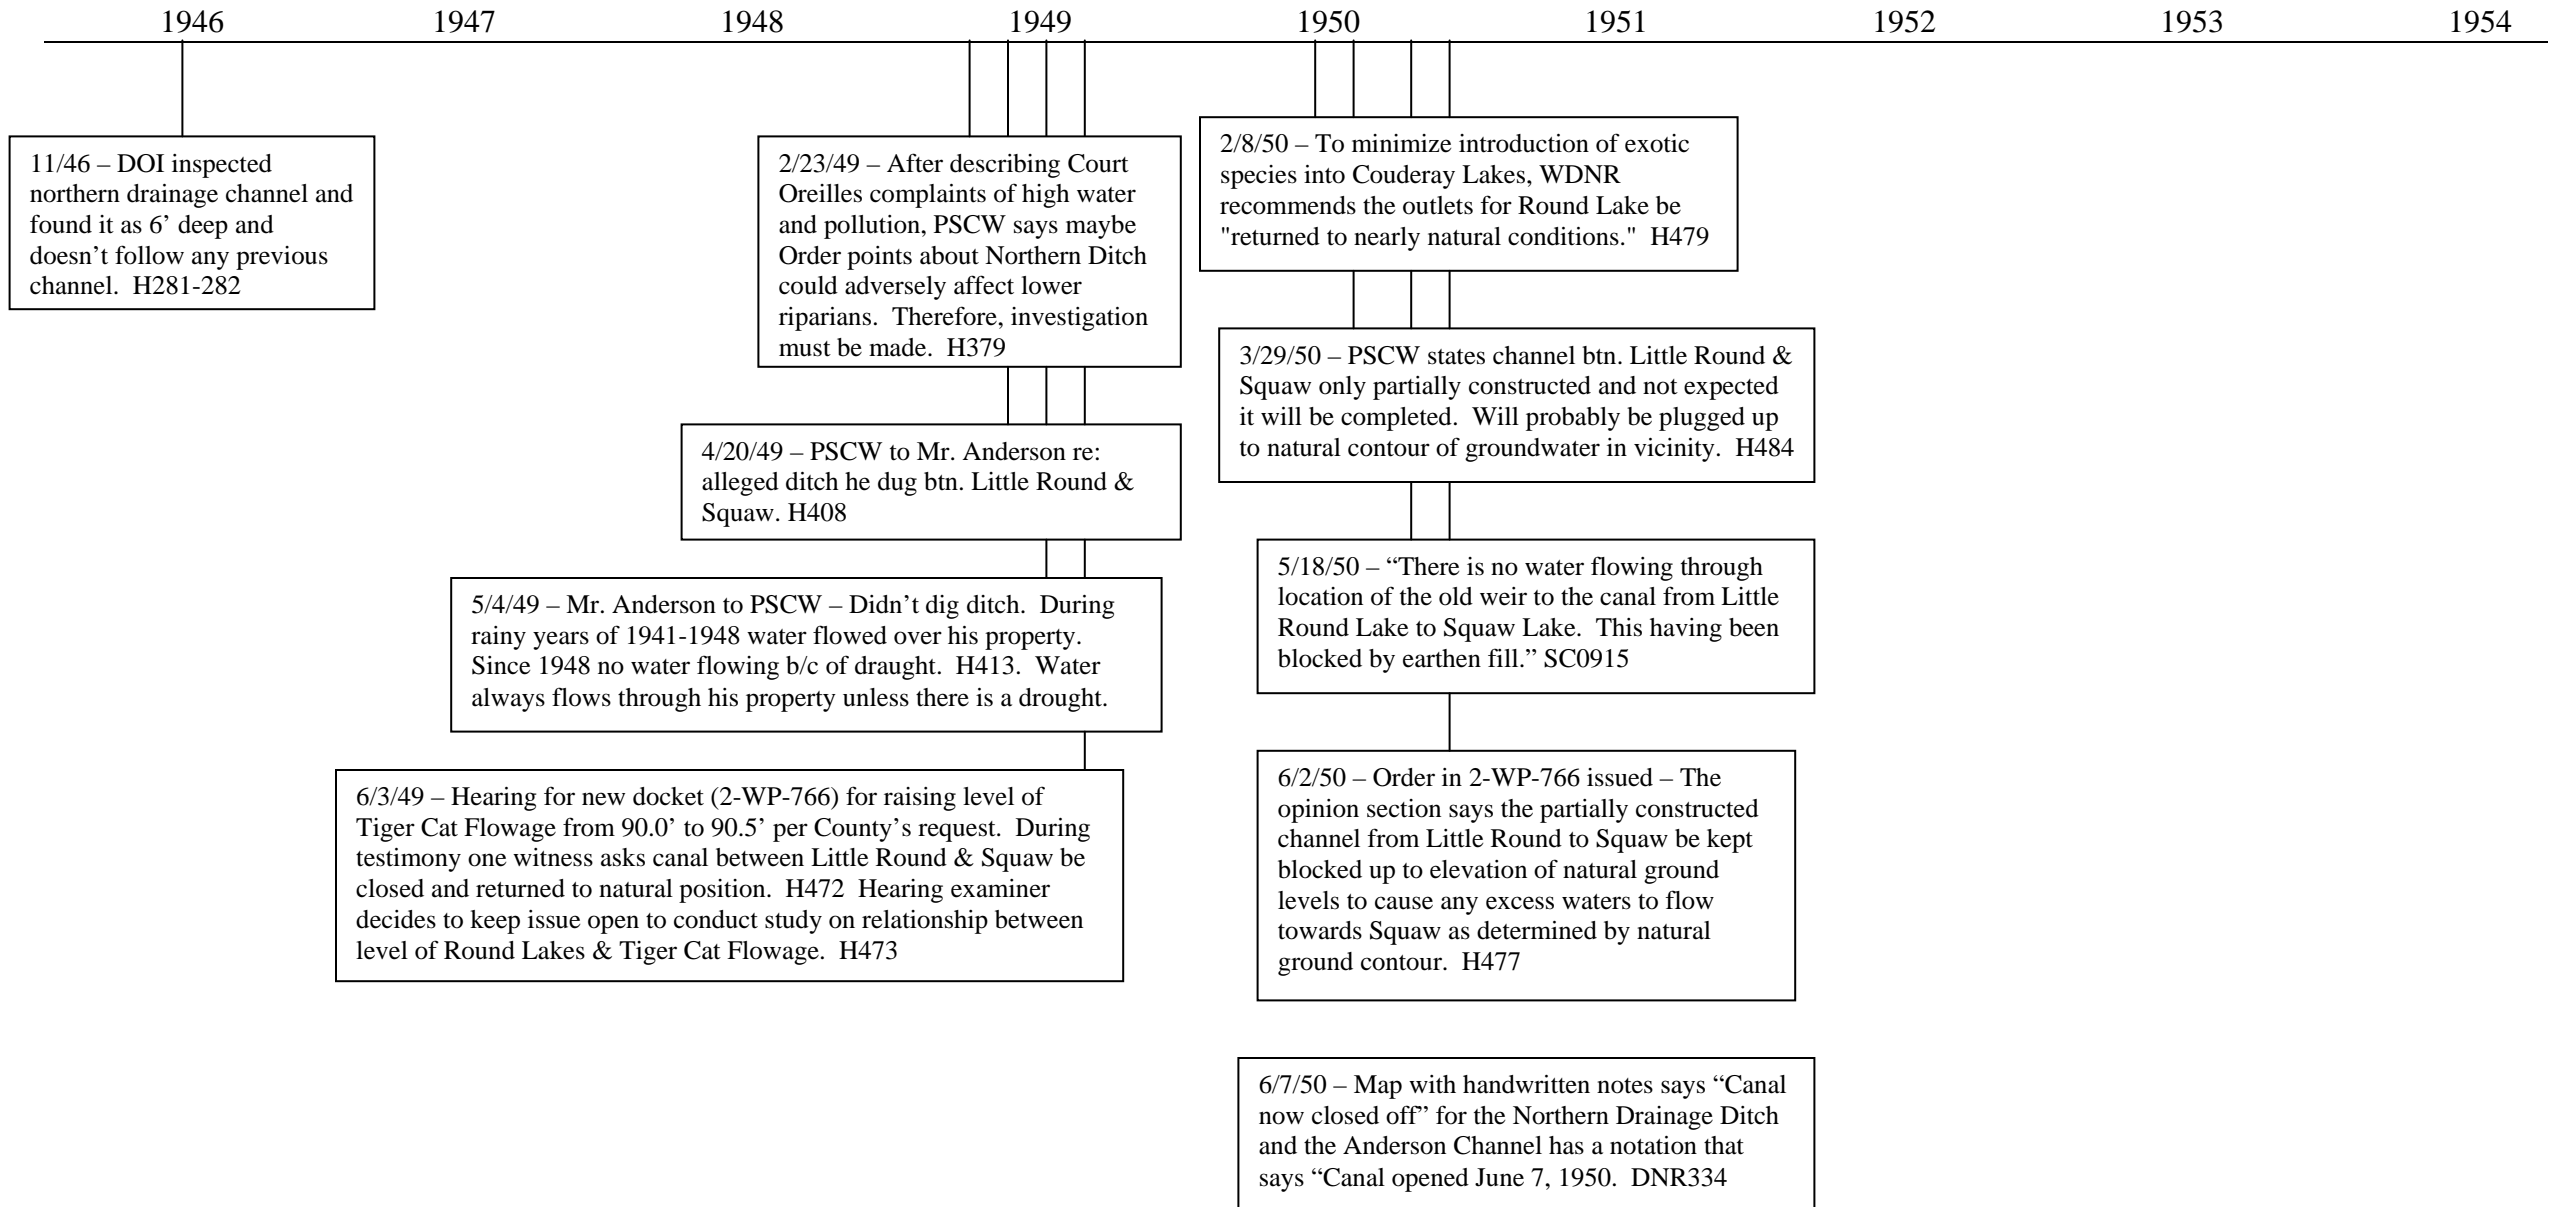 1946 1947 1948 1949 1950 1951 1952 1953 1954
11/46 – DOI inspected
northern drainage channel and
found it as 6’ deep and
doesn’t follow any previous
channel.  H281-282
2/23/49 – After describing Court
Oreilles complaints of high water
and pollution, PSCW says maybe
Order points about Northern Ditch
could adversely affect lower
riparians.  Therefore, investigation
must be made.  H379
4/20/49 – PSCW to Mr. Anderson re:
alleged ditch he dug btn. Little Round &
Squaw. H408
5/4/49 – Mr. Anderson to PSCW – Didn’t dig ditch.  During
rainy years of 1941-1948 water flowed over his property.
Since 1948 no water flowing b/c of draught.  H413.  Water
always flows through his property unless there is a drought.
6/3/49 – Hearing for new docket (2-WP-766) for raising level of
Tiger Cat Flowage from 90.0’ to 90.5’ per County’s request.  During
testimony one witness asks canal between Little Round & Squaw be
closed and returned to natural position.  H472  Hearing examiner
decides to keep issue open to conduct study on relationship between
level of Round Lakes & Tiger Cat Flowage.  H473
2/8/50 – To minimize introduction of exotic
species into Couderay Lakes, WDNR
recommends the outlets for Round Lake be
"returned to nearly natural conditions."  H479
3/29/50 – PSCW states channel btn. Little Round &
Squaw only partially constructed and not expected
it will be completed.  Will probably be plugged up
to natural contour of groundwater in vicinity.  H484
5/18/50 – “There is no water flowing through
location of the old weir to the canal from Little
Round Lake to Squaw Lake.  This having been
blocked by earthen fill.” SC0915
6/2/50 – Order in 2-WP-766 issued – The
opinion section says the partially constructed
channel from Little Round to Squaw be kept
blocked up to elevation of natural ground
levels to cause any excess waters to flow
towards Squaw as determined by natural
ground contour.  H477
6/7/50 – Map with handwritten notes says “Canal
now closed off” for the Northern Drainage Ditch
and the Anderson Channel has a notation that
says “Canal opened June 7, 1950.  DNR334